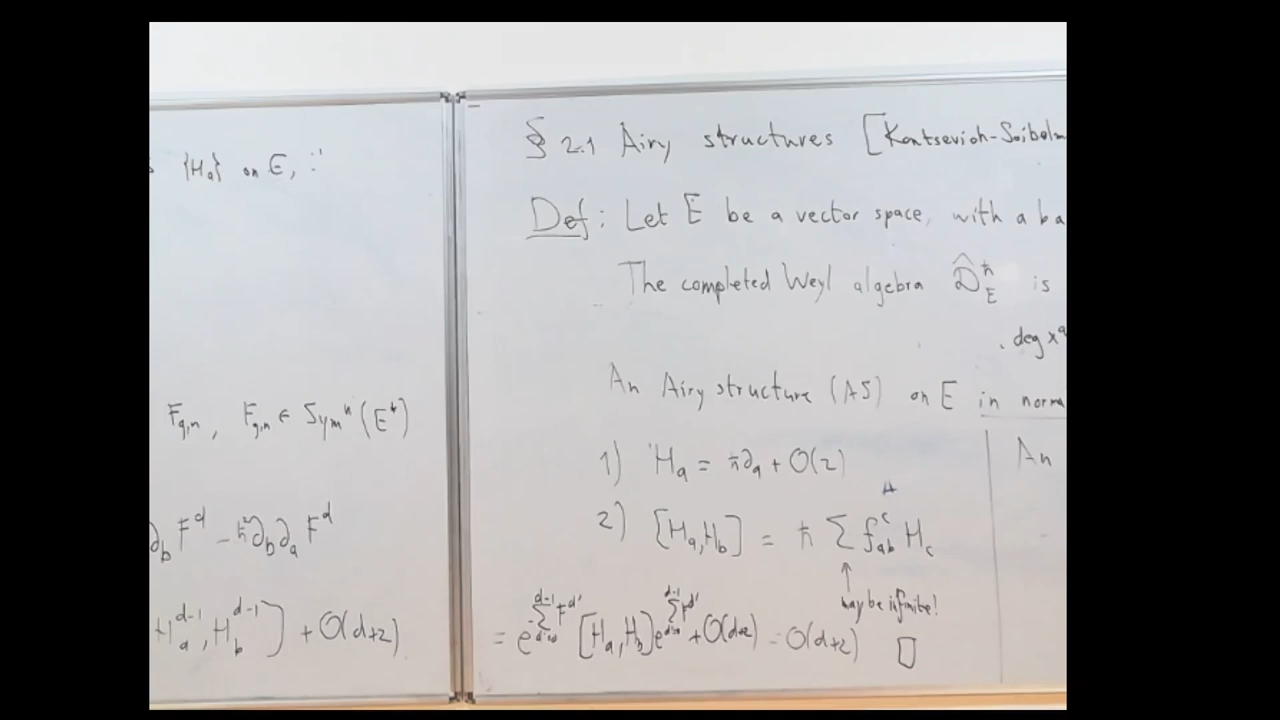 {Hₐ} on E, ∃!
F_{g,n}, F_{g,n} ∈ Symⁿ(E*)
∂_b F^d - ħ²∂_b∂_a F^d
H_a^{d-1}, H_b^{d-1}] + O(d+2)
§ 2.1 Airy structures [Kontsevich-Soibelm
Def: Let E be a vector space, with a ba
The completed Weyl algebra D̂_E^ħ is
. deg x^a
An Airy structure (AS) on E in norma
1) H_a = ħ∂_a + O(2)
An
2) [H_a, H_b] = ħ ∑ f_{ab}^c H_c
↑
may be infinite!
= e^{-∑_{d'=0}^{d-1} F^{d'}} [H_a, H_b] e^{∑_{d'=0}^{d-1} F^{d'}} + O(d+2) = O(d+2) □